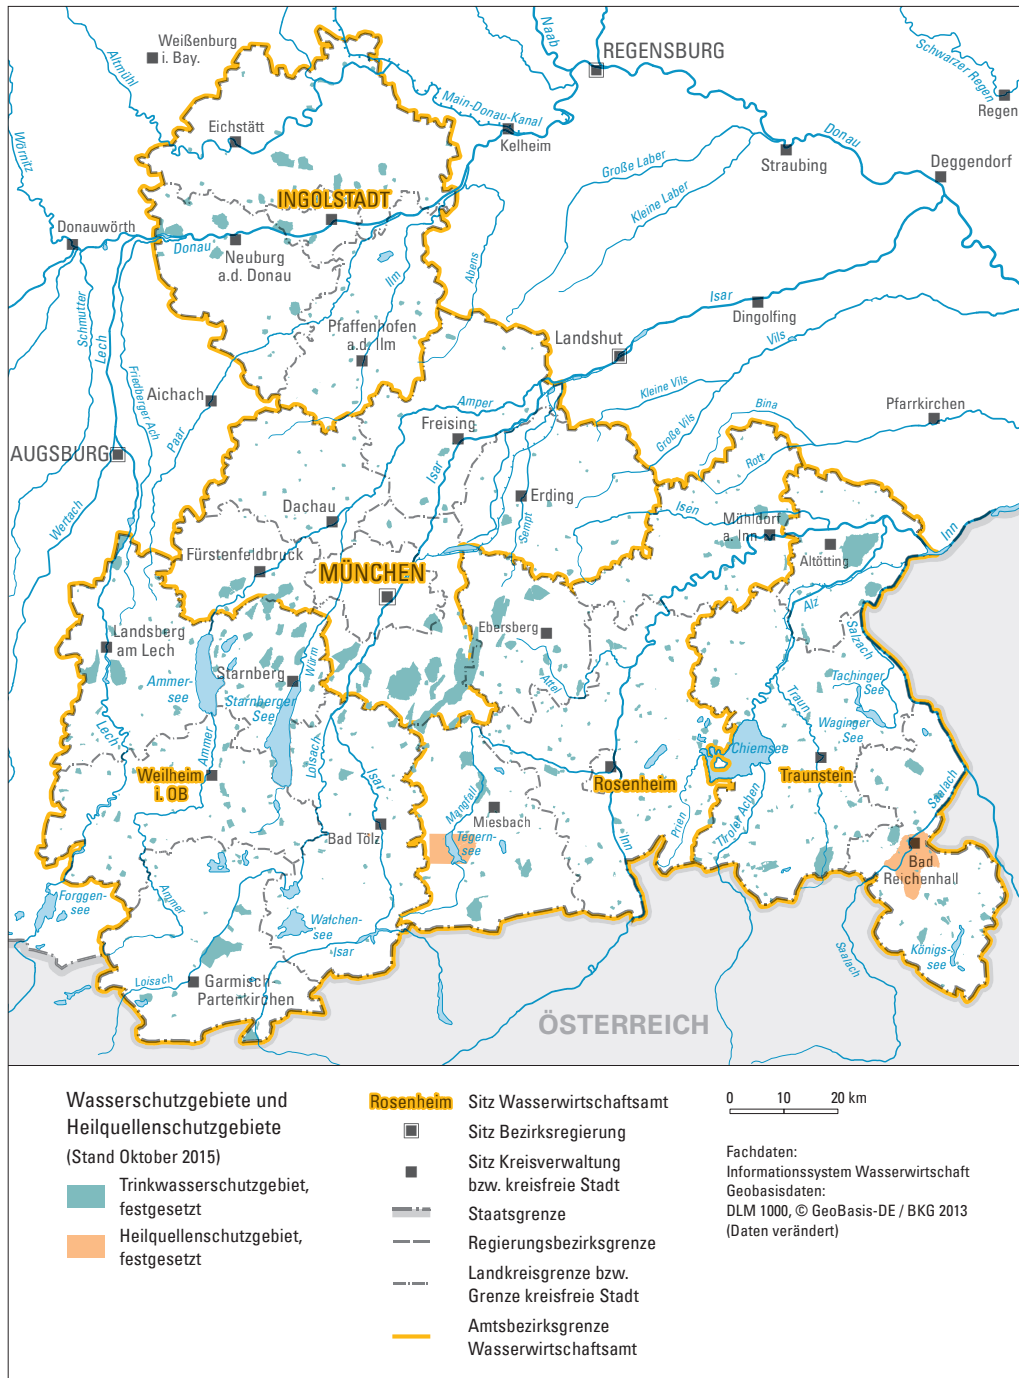 Weißenburg
i. Bay.
Altmühl
Naab
REGENSBURG
Schwarzer Regen
Regen
Wörnitz
Eichstätt
Main-Donau-Kanal
Kelheim
Donau
Straubing
Große Laber
Kleine Laber
Deggendorf
INGOLSTADT
Donauwörth
Donau
Neuburg
a.d. Donau
Ilm
Abens
Isar
Dingolfing
Schmutter
Lech
Friedberger Ach
Pfaffenhofen
a.d. Ilm
Landshut
Vils
Aichach
Paar
Amper
Kleine Vils
Große Vils
Bina
Pfarrkirchen
Freising
AUGSBURG
Isar
Rott
Wertach
Dachau
Erding
Sempt
Isen
Mühldorf
a. Inn
Inn
Fürstenfeldbruck
MÜNCHEN
Altötting
Alz
Landsberg
am Lech
Ebersberg
Salzach
Ammer-
see
Starnberg
Würm
Starnberger
See
Attel
Tachinger
See
Traun
Waginger
See
Lech
Ammer
Loisach
Isar
Chiemsee
Weilheim
i. OB
Rosenheim
Traunstein
Mangfall
Miesbach
Saalach
Bad Tölz
Tegern-
see
Inn
Prien
Tiroler Achen
Bad
Reichenhall
Forggen-
see
Ammer
Walchen-
see
Isar
Saalach
Königs-
see
Loisach
Garmisch-
Partenkirchen
ÖSTERREICH
Wasserschutzgebiete und
Heilquellenschutzgebiete
(Stand Oktober 2015)
Trinkwasserschutzgebiet,
festgesetzt
Heilquellenschutzgebiet,
festgesetzt
Rosenheim Sitz Wasserwirtschaftsamt
Sitz Bezirksregierung
Sitz Kreisverwaltung
bzw. kreisfreie Stadt
Staatsgrenze
Regierungsbezirksgrenze
Landkreisgrenze bzw.
Grenze kreisfreie Stadt
Amtsbezirksgrenze
Wasserwirtschaftsamt
0 10 20 km
Fachdaten:
Informationssystem Wasserwirtschaft
Geobasisdaten:
DLM 1000, © GeoBasis-DE / BKG 2013
(Daten verändert)